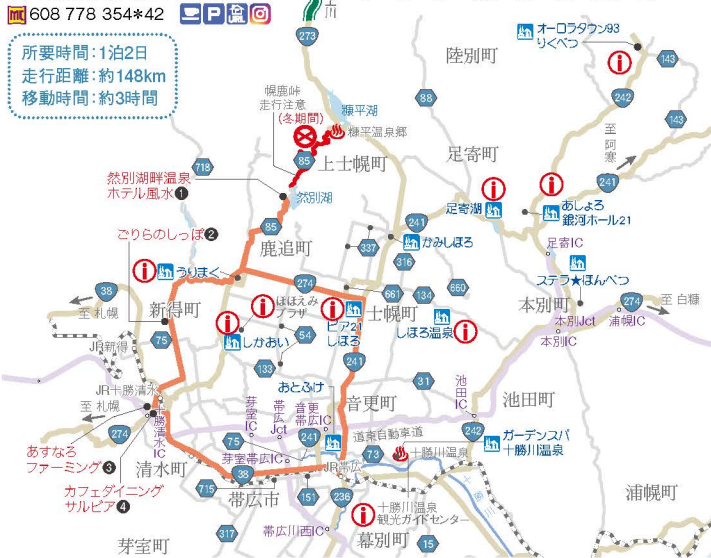 MC 608 778 354*42
所要時間：1泊2日
走行距離：約148km
移動時間：約3時間
上川
273
陸別町
オーロラタウン93
りくべつ
143
242
143
88
足寄町
至 阿寒
241
幌鹿峠
走行注意
(冬期間)
糠平湖
糠平温泉郷
85
上士幌町
718
然別湖畔温泉
ホテル風水❶
然別湖
足寄湖
あしょろ
銀河ホール21
足寄IC
85
鹿追町
241
337
かみしほろ
316
ごりらのしっぽ❷
うりまく
274
661
134
660
ステラ★ほんべつ
本別町
本別Jct
本別IC
浦幌IC
274
至 白糠
38
至 札幌
新得町
75
JR新得
ほほえみ
プラザ
しかおい
54
133
ピア21
しほろ
士幌町
しほろ温泉
241
31
池田IC
池田町
JR十勝清水
至 札幌
274
十勝清水IC
あすなろ
ファーミング❸
清水町
カフェダイニング
サルビア❹
おとふけ
音更町
芽室IC
帯広Jct
音更帯広IC
75
241
芽室帯広IC
道東自動車道
73
十勝川温泉
242
ガーデンスパ
十勝川温泉
38
JR帯広
715
帯広市
151
236
十勝川
十勝川温泉
観光ガイドセンター
浦幌町
317
芽室町
帯広川西IC
幕別町
15